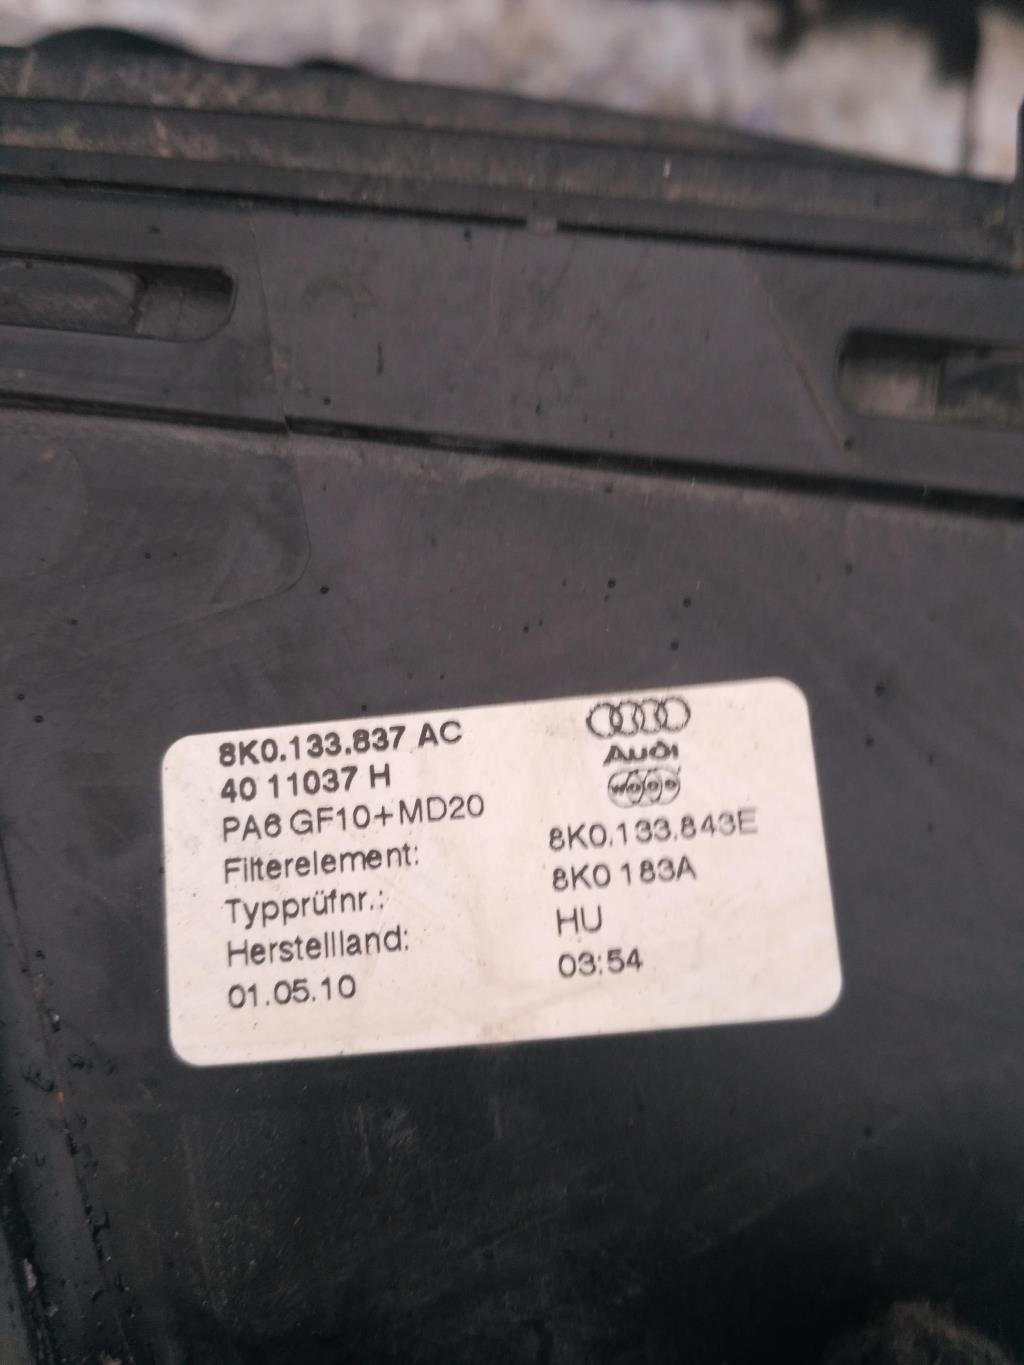 8K0.133.837 AC
40 11037 H
PA6 GF10+MD20
Filterelement:
Typprüfnr.:
Herstellland:
01.05.10
Audi
8K0.133.843E
8K0 183A
HU
03:54